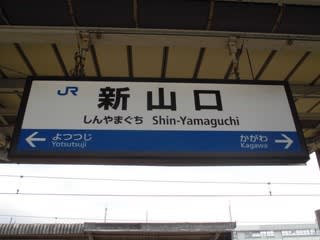 JR
新山口
しんやまぐち Shin-Yamaguchi
← よつつじ かがわ →
Yotsutsuji Kagawa